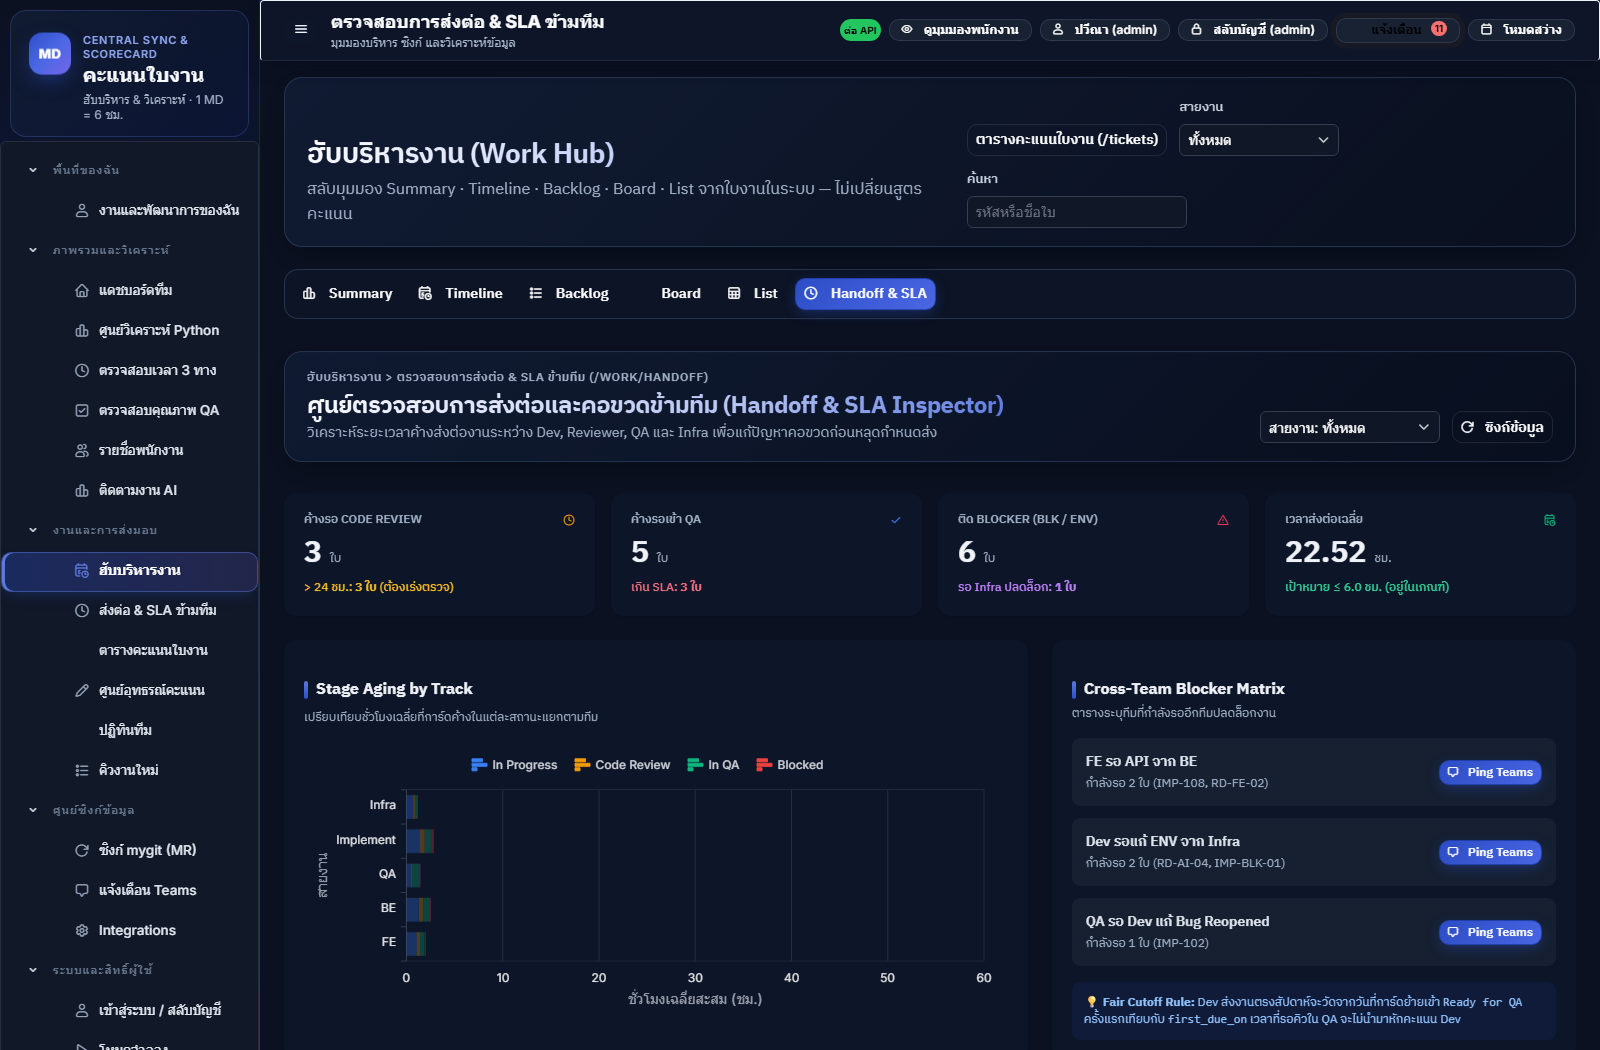 MD
CENTRAL SYNC &
SCORECARD
คะแนนใบงาน
ฮับบริหาร & วิเคราะห์ · 1 MD
= 6 ชม.
พื้นที่ของฉัน
งานและพัฒนาการของฉัน
ภาพรวมและวิเคราะห์
แดชบอร์ดทีม
ศูนย์วิเคราะห์ Python
ตรวจสอบเวลา 3 ทาง
ตรวจสอบคุณภาพ QA
รายชื่อพนักงาน
ติดตามงาน AI
งานและการส่งมอบ
ฮับบริหารงาน
ส่งต่อ & SLA ข้ามทีม
ตารางคะแนนใบงาน
ศูนย์อุทธรณ์คะแนน
ปฏิทินทีม
คิวงานใหม่
ศูนย์ซิงก์ข้อมูล
ซิงก์ mygit (MR)
แจ้งเตือน Teams
Integrations
ระบบและสิทธิ์ผู้ใช้
เข้าสู่ระบบ / สลับบัญชี
โหมดสำรอง
ตรวจสอบการส่งต่อ & SLA ข้ามทีม
มุมมองบริหาร ซิงก์ และวิเคราะห์ข้อมูล
ต่อ API
ดูมุมมองพนักงาน
ปวีณา (admin)
สลับบัญชี (admin)
แจ้งเตือน 11
โหมดสว่าง
ฮับบริหารงาน (Work Hub)
สลับมุมมอง Summary · Timeline · Backlog · Board · List จากใบงานในระบบ — ไม่เปลี่ยนสูตร
คะแนน
ตารางคะแนนใบงาน (/tickets)
สายงาน
ทั้งหมด
ค้นหา
รหัสหรือชื่อใบ
Summary
Timeline
Backlog
Board
List
Handoff & SLA
ฮับบริหารงาน > ตรวจสอบการส่งต่อ & SLA ข้ามทีม (/WORK/HANDOFF)
ศูนย์ตรวจสอบการส่งต่อและคอขวดข้ามทีม (Handoff & SLA Inspector)
วิเคราะห์ระยะเวลาค้างส่งต่องานระหว่าง Dev, Reviewer, QA และ Infra เพื่อแก้ปัญหาคอขวดก่อนหลุดกำหนดส่ง
สายงาน: ทั้งหมด
ซิงก์ข้อมูล
ค้างรอ CODE REVIEW
3 ใบ
> 24 ชม.: 3 ใบ (ต้องเร่งตรวจ)
ค้างรอเข้า QA
5 ใบ
เกิน SLA: 3 ใบ
ติด BLOCKER (BLK / ENV)
6 ใบ
รอ Infra ปลดล็อก: 1 ใบ
เวลาส่งต่อเฉลี่ย
22.52 ชม.
เป้าหมาย ≤ 6.0 ชม. (อยู่ในเกณฑ์)
Stage Aging by Track
เปรียบเทียบชั่วโมงเฉลี่ยที่การ์ดค้างในแต่ละสถานะแยกตามทีม
In Progress
Code Review
In QA
Blocked
สายงาน
Infra
Implement
QA
BE
FE
0
10
20
30
40
50
60
ชั่วโมงเฉลี่ยสะสม (ชม.)
Cross-Team Blocker Matrix
ตารางระบุทีมที่กำลังรออีกทีมปลดล็อกงาน
FE รอ API จาก BE
กำลังรอ 2 ใบ (IMP-108, RD-FE-02)
Ping Teams
Dev รอแก้ ENV จาก Infra
กำลังรอ 2 ใบ (RD-AI-04, IMP-BLK-01)
Ping Teams
QA รอ Dev แก้ Bug Reopened
กำลังรอ 1 ใบ (IMP-102)
Ping Teams
💡 Fair Cutoff Rule: Dev ส่งงานตรงสัปดาห์จะวัดจากวันที่การ์ดย้ายเข้า Ready for QA
ครั้งแรกเทียบกับ first_due_on เวลาที่รอคิวใน QA จะไม่นำมาหักคะแนน Dev